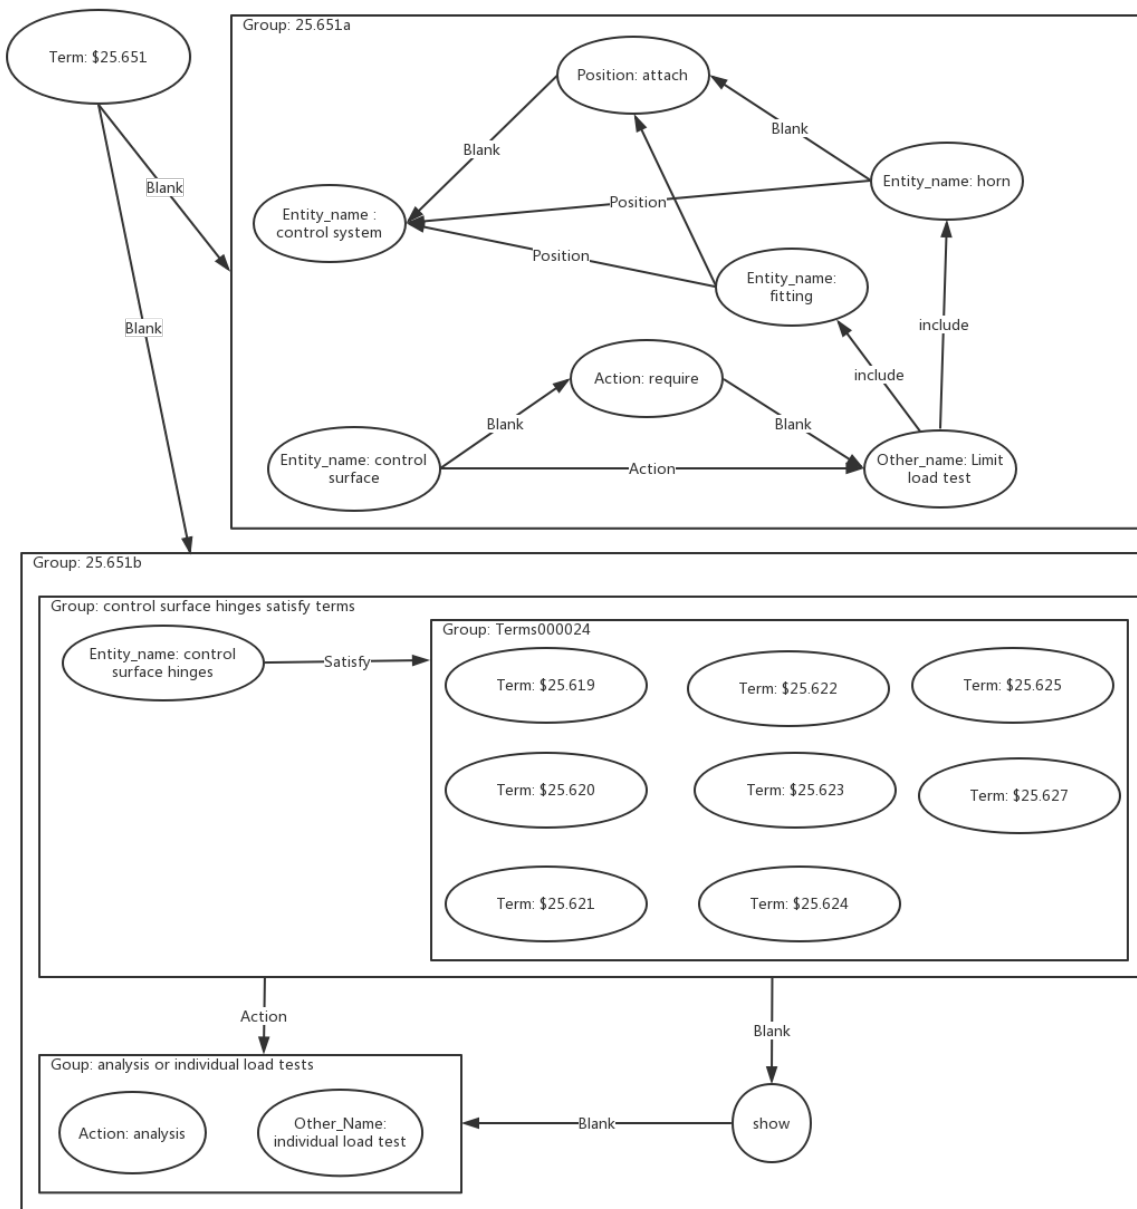 Group: 25.651a
Term: $25.651
Position: attach
Blank
Blank
Blank
Entity_name: horn
Position
Entity_name :
control system
Position
Entity_name:
fitting
Blank
include
include
Action: require
Blank
Blank
Entity_name: control
surface
Action
Other_name: Limit
load test
Group: 25.651b
Group: control surface hinges satisfy terms
Group: Terms000024
Entity_name: control
surface hinges
Satisfy
Term: $25.619
Term: $25.622
Term: $25.625
Term: $25.620
Term: $25.623
Term: $25.627
Term: $25.621
Term: $25.624
Action
Blank
Goup: analysis or individual load tests
Action: analysis
Other_Name:
individual load test
Blank
show